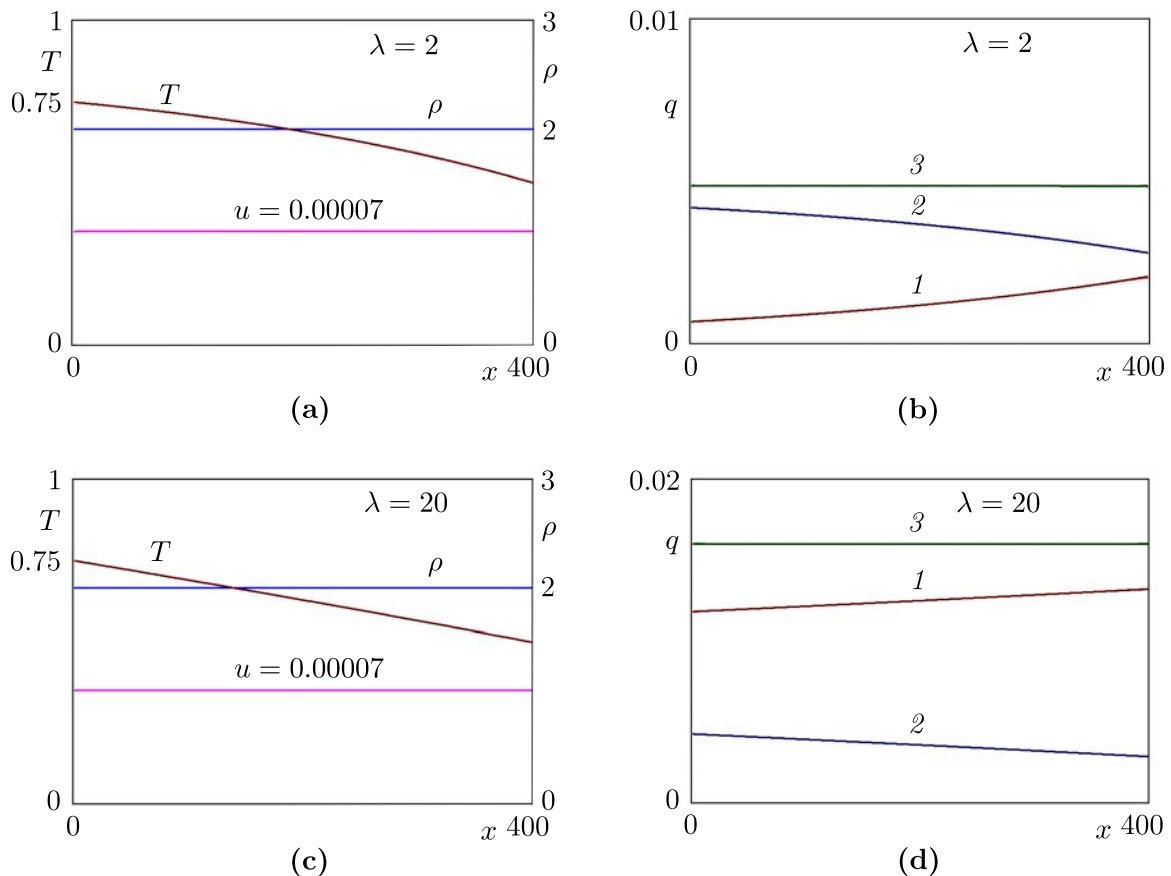 1 λ = 2 3
T ρ
0.75 T ρ
2
u = 0.00007
0 0
0 x 400
(a)
0.01 λ = 2
q
3
2
1
0
0 x 400
(b)
1 λ = 20 3
T ρ
0.75 T ρ
2
u = 0.00007
0 0
0 x 400
(c)
0.02 λ = 20
3
q
1
2
0
0 x 400
(d)